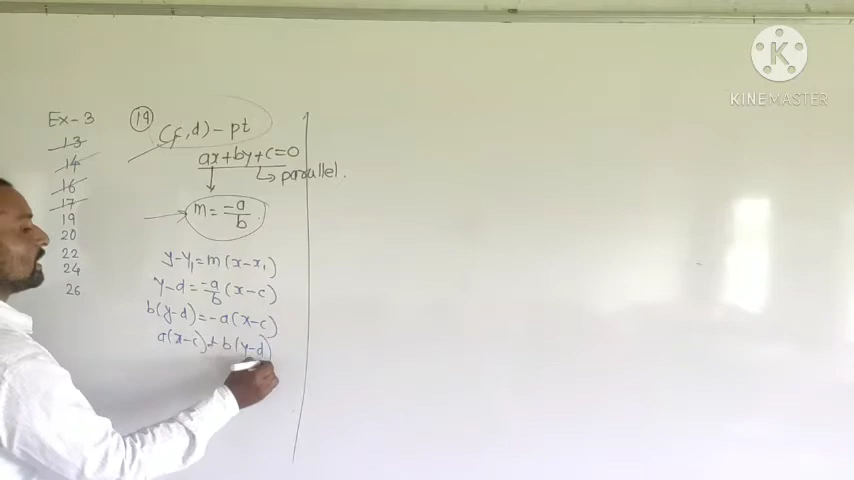 Ex-3
13
14
16
17
19
20
22
24
26
19
(c,d) - pt
ax+by+c=0
parallel.
m = -a/b
y-y₁=m(x-x₁)
y-d = -a/b (x-c)
b(y-d)=-a(x-c)
a(x-c)+b(y-d)
KINEMASTER